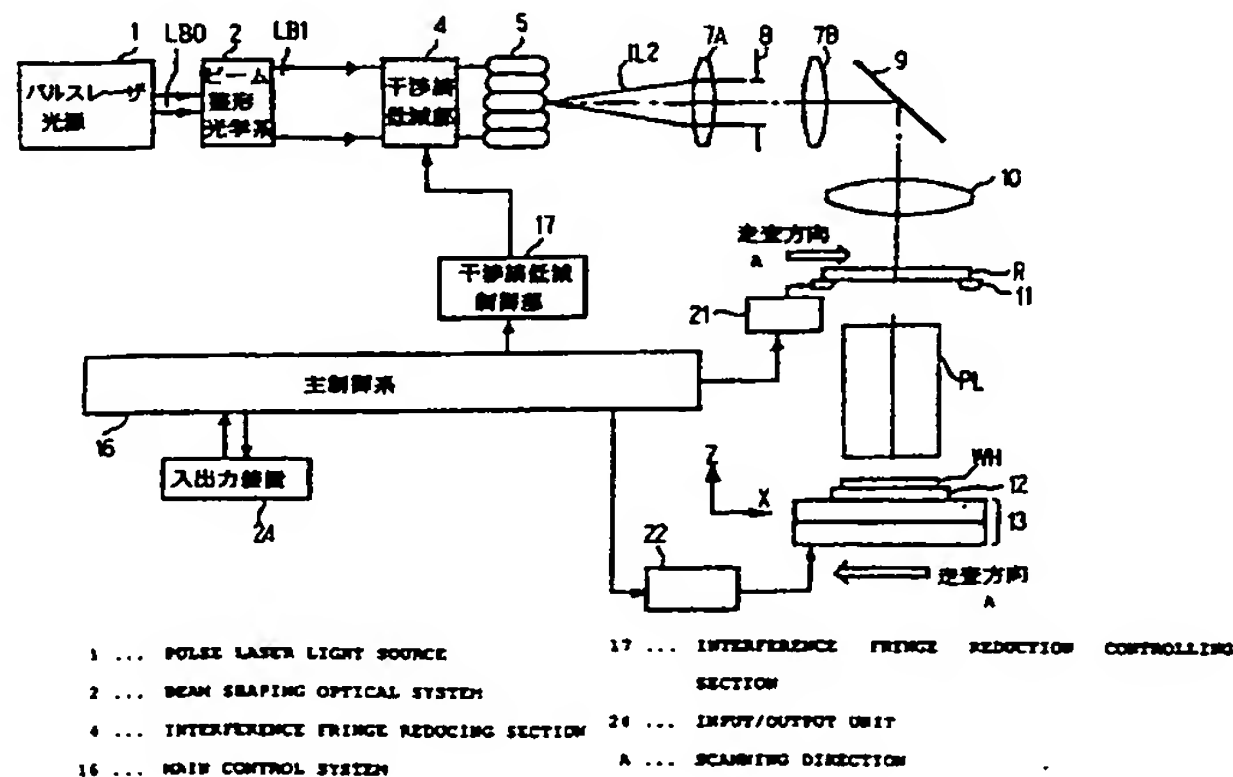 1
LB0
2
LB1
4
5
IL2
7A
8
7B
9
パルスレーザ
光源
ビーム
整形
光学系
干渉縞
低減部
10
17
走査方向
A
R
11
干渉縞低減
制御部
21
主制御系
PL
16
入出力装置
24
Z
X
WH
12
13
22
走査方向
A
1 ... PULSE LASER LIGHT SOURCE
2 ... BEAM SHAPING OPTICAL SYSTEM
4 ... INTERFERENCE FRINGE REDUCING SECTION
16 ... MAIN CONTROL SYSTEM
17 ... INTERFERENCE FRINGE REDUCTION CONTROLLING
SECTION
24 ... INPUT/OUTPUT UNIT
A ... SCANNING DIRECTION